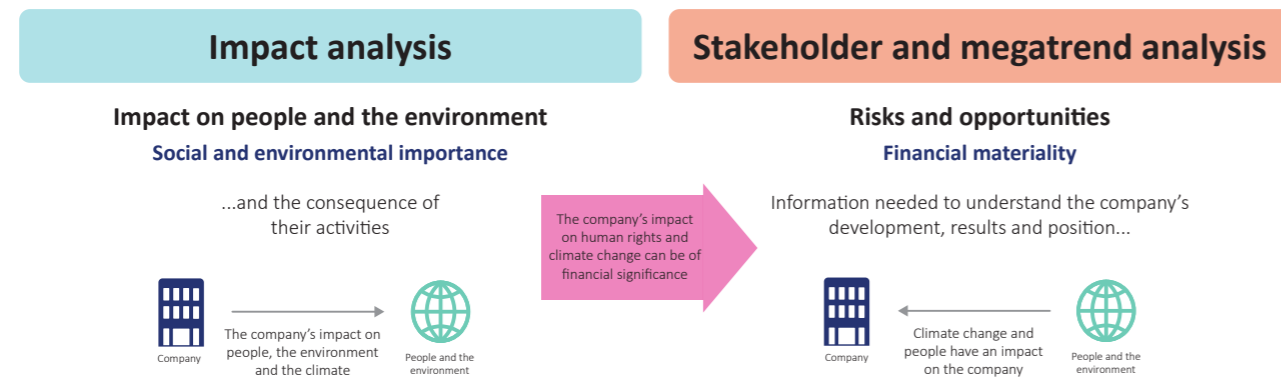 Impact analysis
Stakeholder and megatrend analysis
Impact on people and the environment
Social and environmental importance
...and the consequence of
their activities
Company
The company's impact on
people, the environment
and the climate
People and the
environment
The company's impact
on human rights and
climate change can be of
financial significance
Risks and opportunities
Financial materiality
Information needed to understand the company's
development, results and position...
Company
Climate change and
people have an impact
on the company
People and the
environment